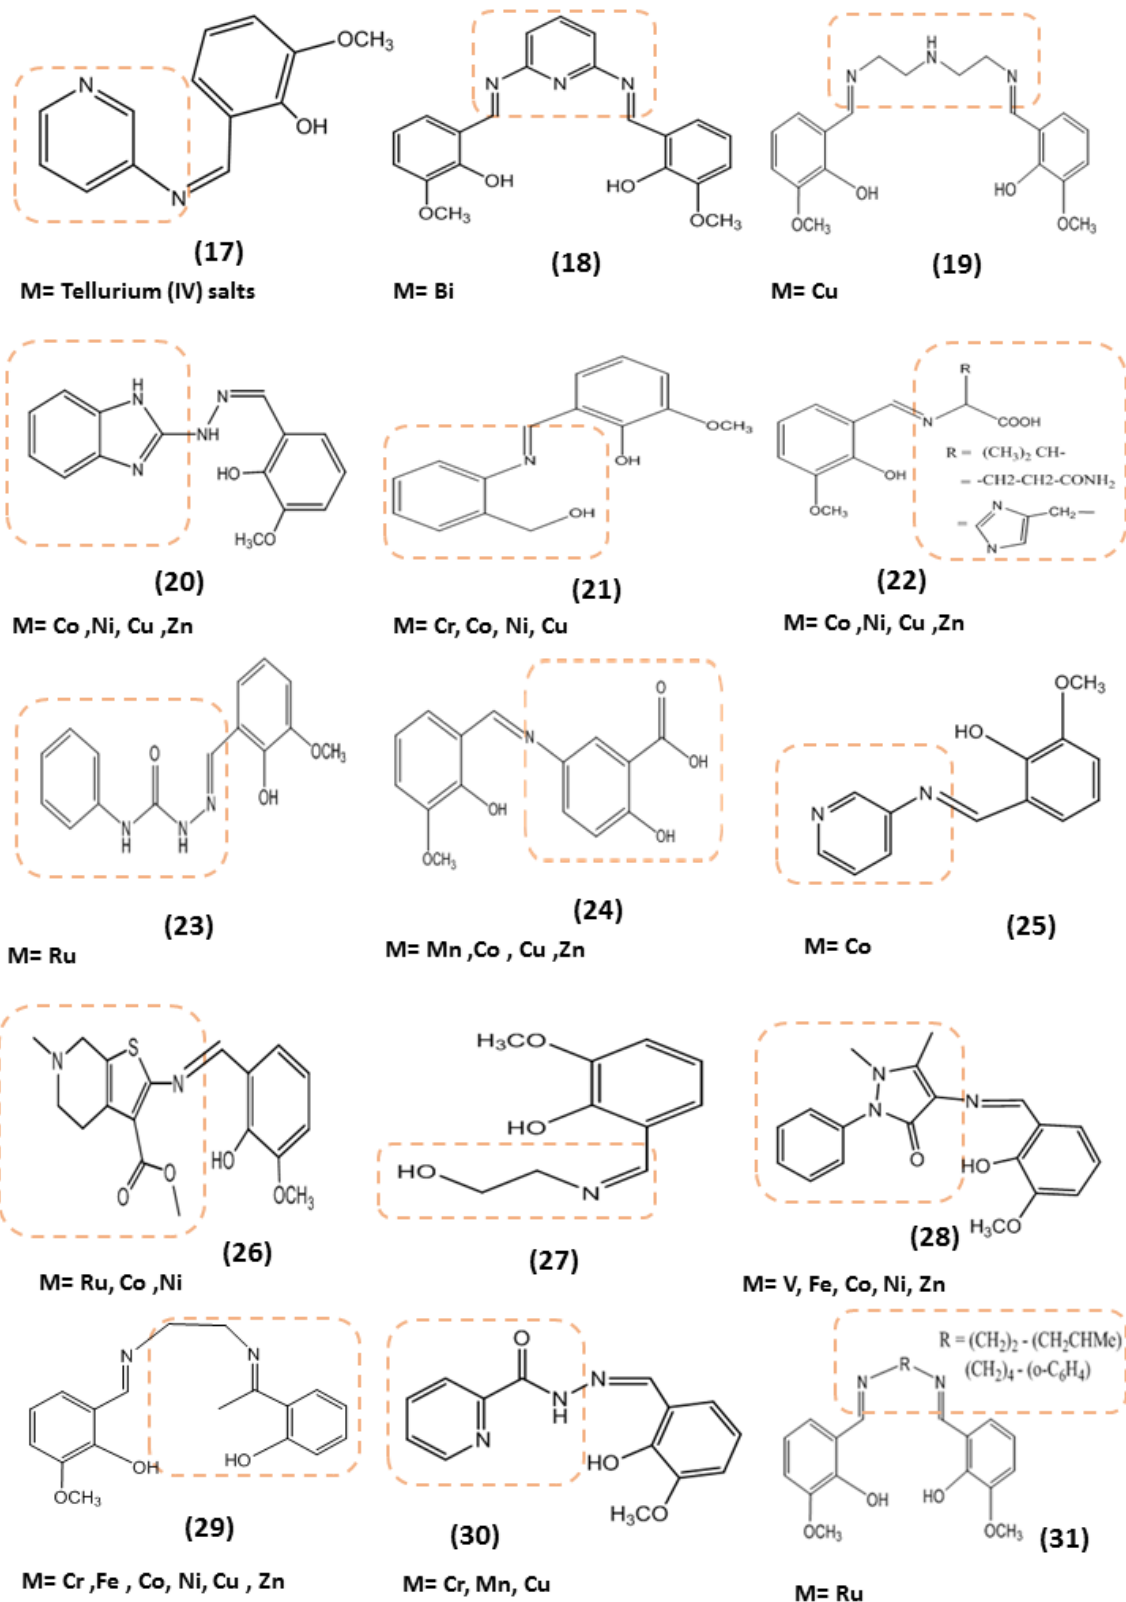 N
OCH₃
OH
N
(17)
M= Tellurium (IV) salts
N
N
N
OH
HO
OCH₃
OCH₃
(18)
M= Bi
H
N
N
N
OH
HO
OCH₃
OCH₃
(19)
M= Cu
H
N
N
NH
N
HO
H₃CO
(20)
M= Co ,Ni, Cu ,Zn
OCH₃
OH
N
OH
(21)
M= Cr, Co, Ni, Cu
R
N
COOH
OH
OCH₃
R = (CH₃)₂ CH-
= -CH2-CH2-CONH₂
= N CH₂—
N
(22)
M= Co ,Ni, Cu ,Zn
O
OCH₃
OH
N
N
H
N
H
(23)
M= Ru
O
N
OH
OH
OH
OCH₃
(24)
M= Mn ,Co , Cu ,Zn
OCH₃
HO
N
N
(25)
M= Co
N
S
N
HO
O
O
OCH₃
(26)
M= Ru, Co ,Ni
H₃CO
HO
HO
N
(27)
N
N
N
O
HO
H₃CO
(28)
M= V, Fe, Co, Ni, Zn
N
N
OH
HO
OCH₃
(29)
M= Cr ,Fe , Co, Ni, Cu , Zn
O
N
N
H
N
HO
H₃CO
(30)
M= Cr, Mn, Cu
R = (CH₂)₂ - (CH₂CHMe)
(CH₂)₄ - (o-C₆H₄)
R
N
N
OH
HO
OCH₃
OCH₃
(31)
M= Ru